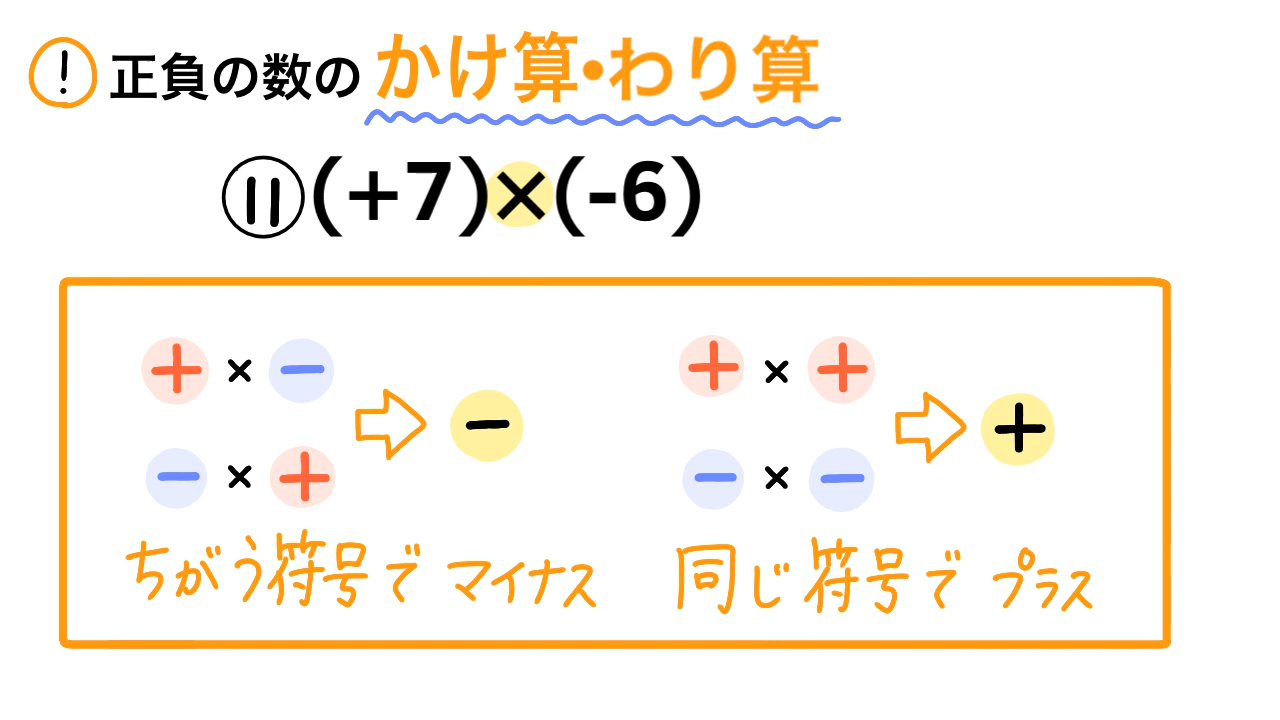 ! 正負の数の かけ算・わり算
⑪(+7)×(-6)
+ × − ⇨ −
− × +
ちがう符号で マイナス
+ × + ⇨ +
− × −
同じ符号で プラス